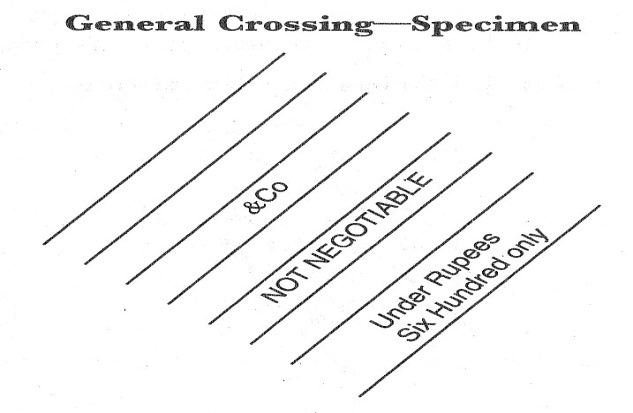 General Crossing—Specimen
&Co
NOT NEGOTIABLE
Under Rupees
Six Hundred only